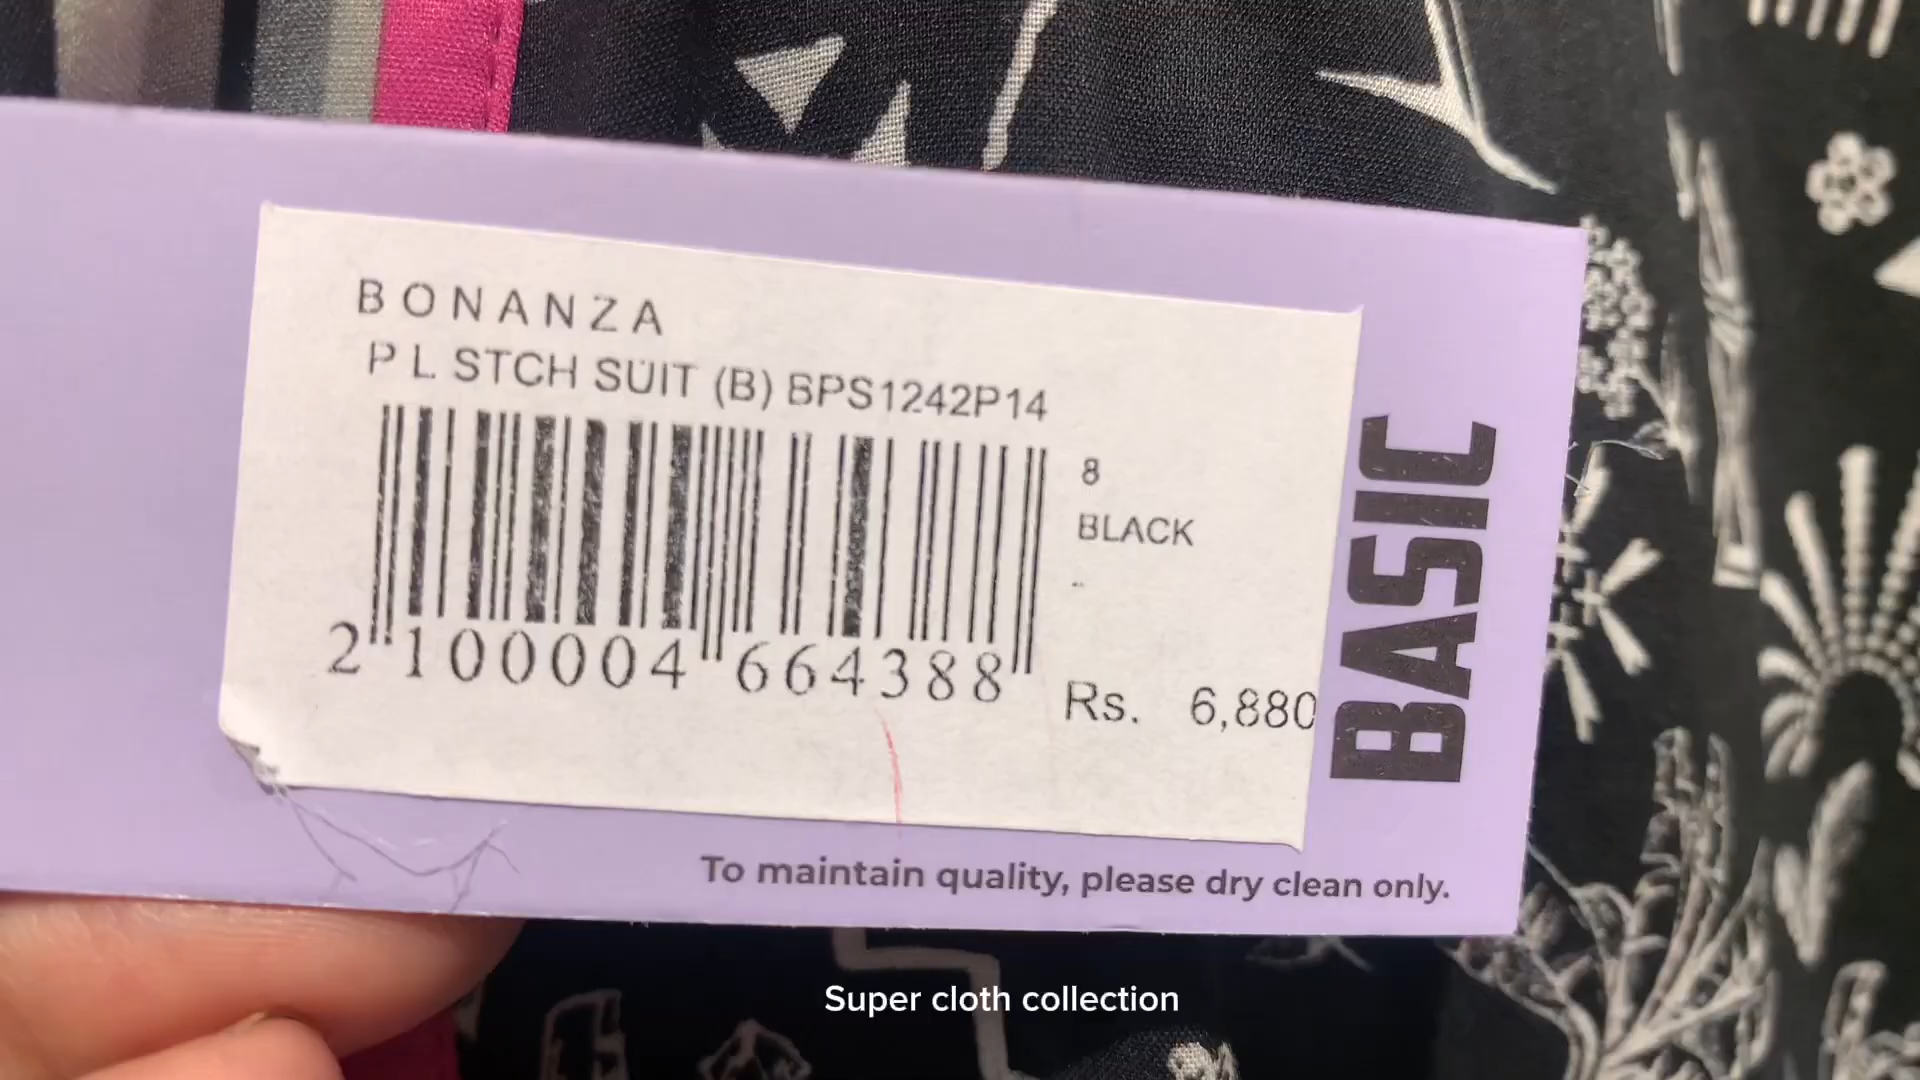 BONANZA
P L STCH SUIT (B) BPS1242P14
8
BLACK
-
2 100004 664388
Rs. 6,880
BASIC
To maintain quality, please dry clean only.
Super cloth collection